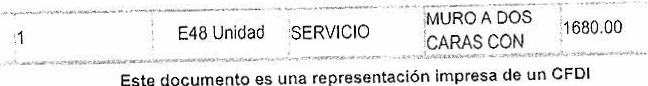 1 E48 Unidad SERVICIO MURO A DOS CARAS CON 1680.00
Este documento es una representación impresa de un CFDI